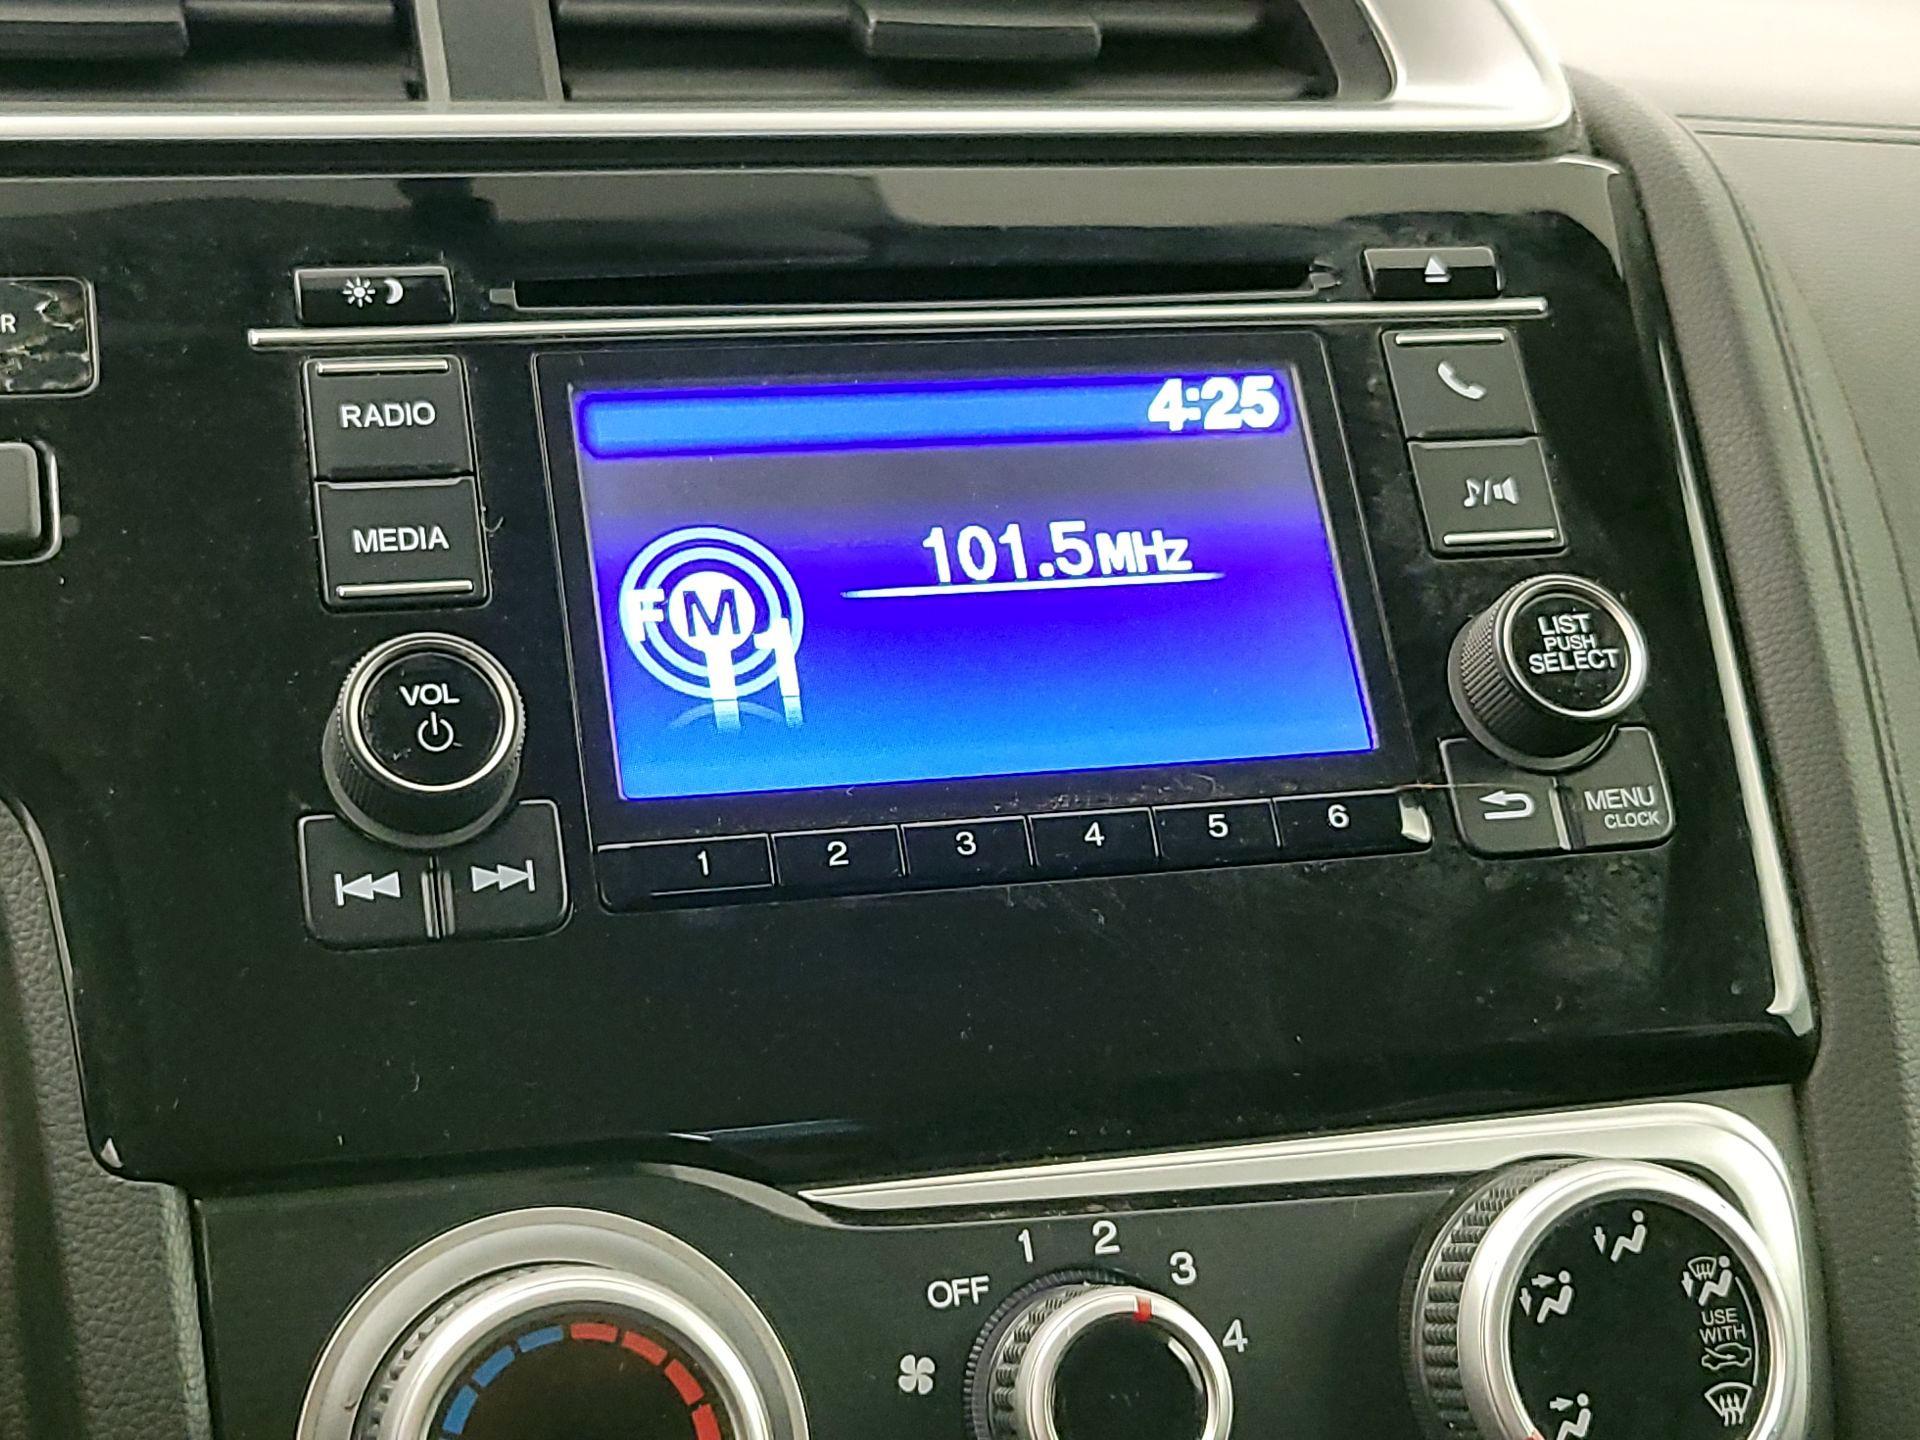 R
RADIO
MEDIA
VOL
4:25
101.5MHz
FM
1
LIST
PUSH
SELECT
MENU
CLOCK
1 2 3 4 5 6
OFF 1 2 3 4
USE
WITH